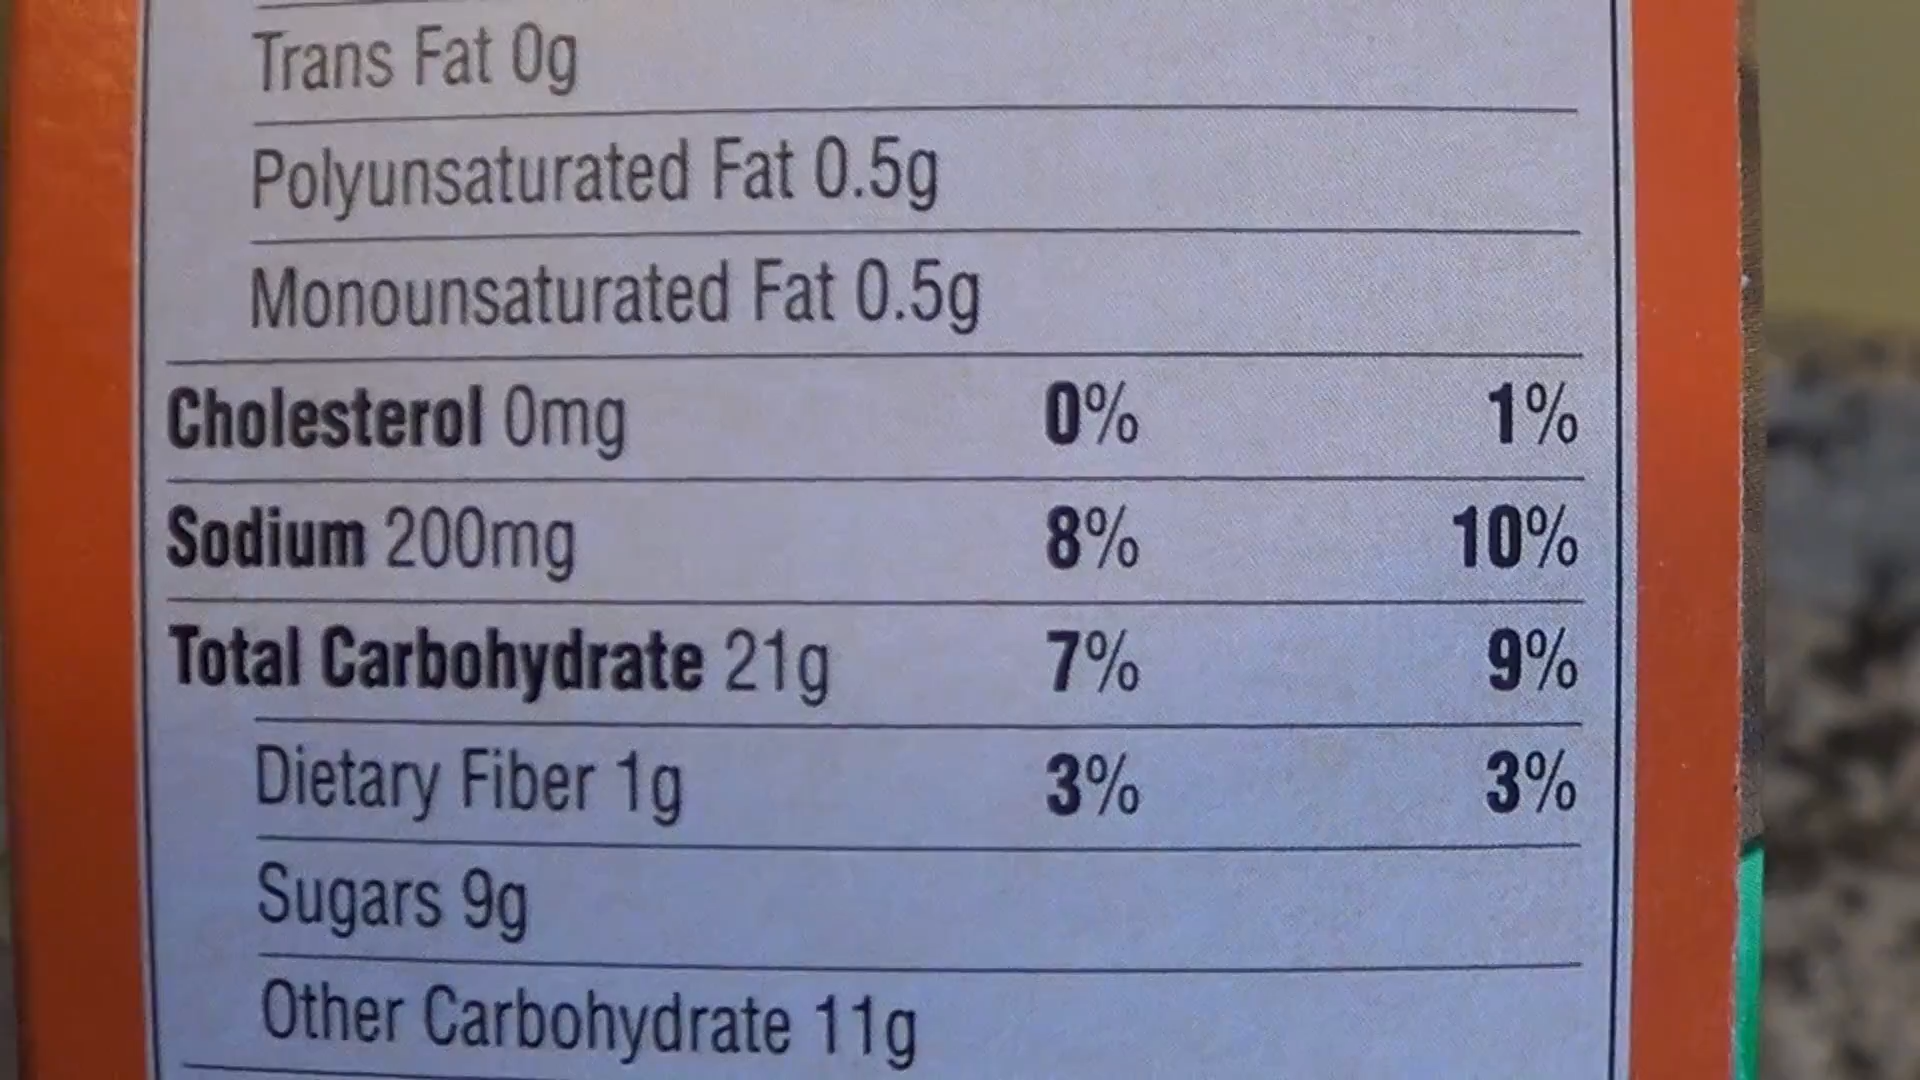 Trans Fat 0g
Polyunsaturated Fat 0.5g
Monounsaturated Fat 0.5g
Cholesterol 0mg 0% 1%
Sodium 200mg 8% 10%
Total Carbohydrate 21g 7% 9%
Dietary Fiber 1g 3% 3%
Sugars 9g
Other Carbohydrate 11g